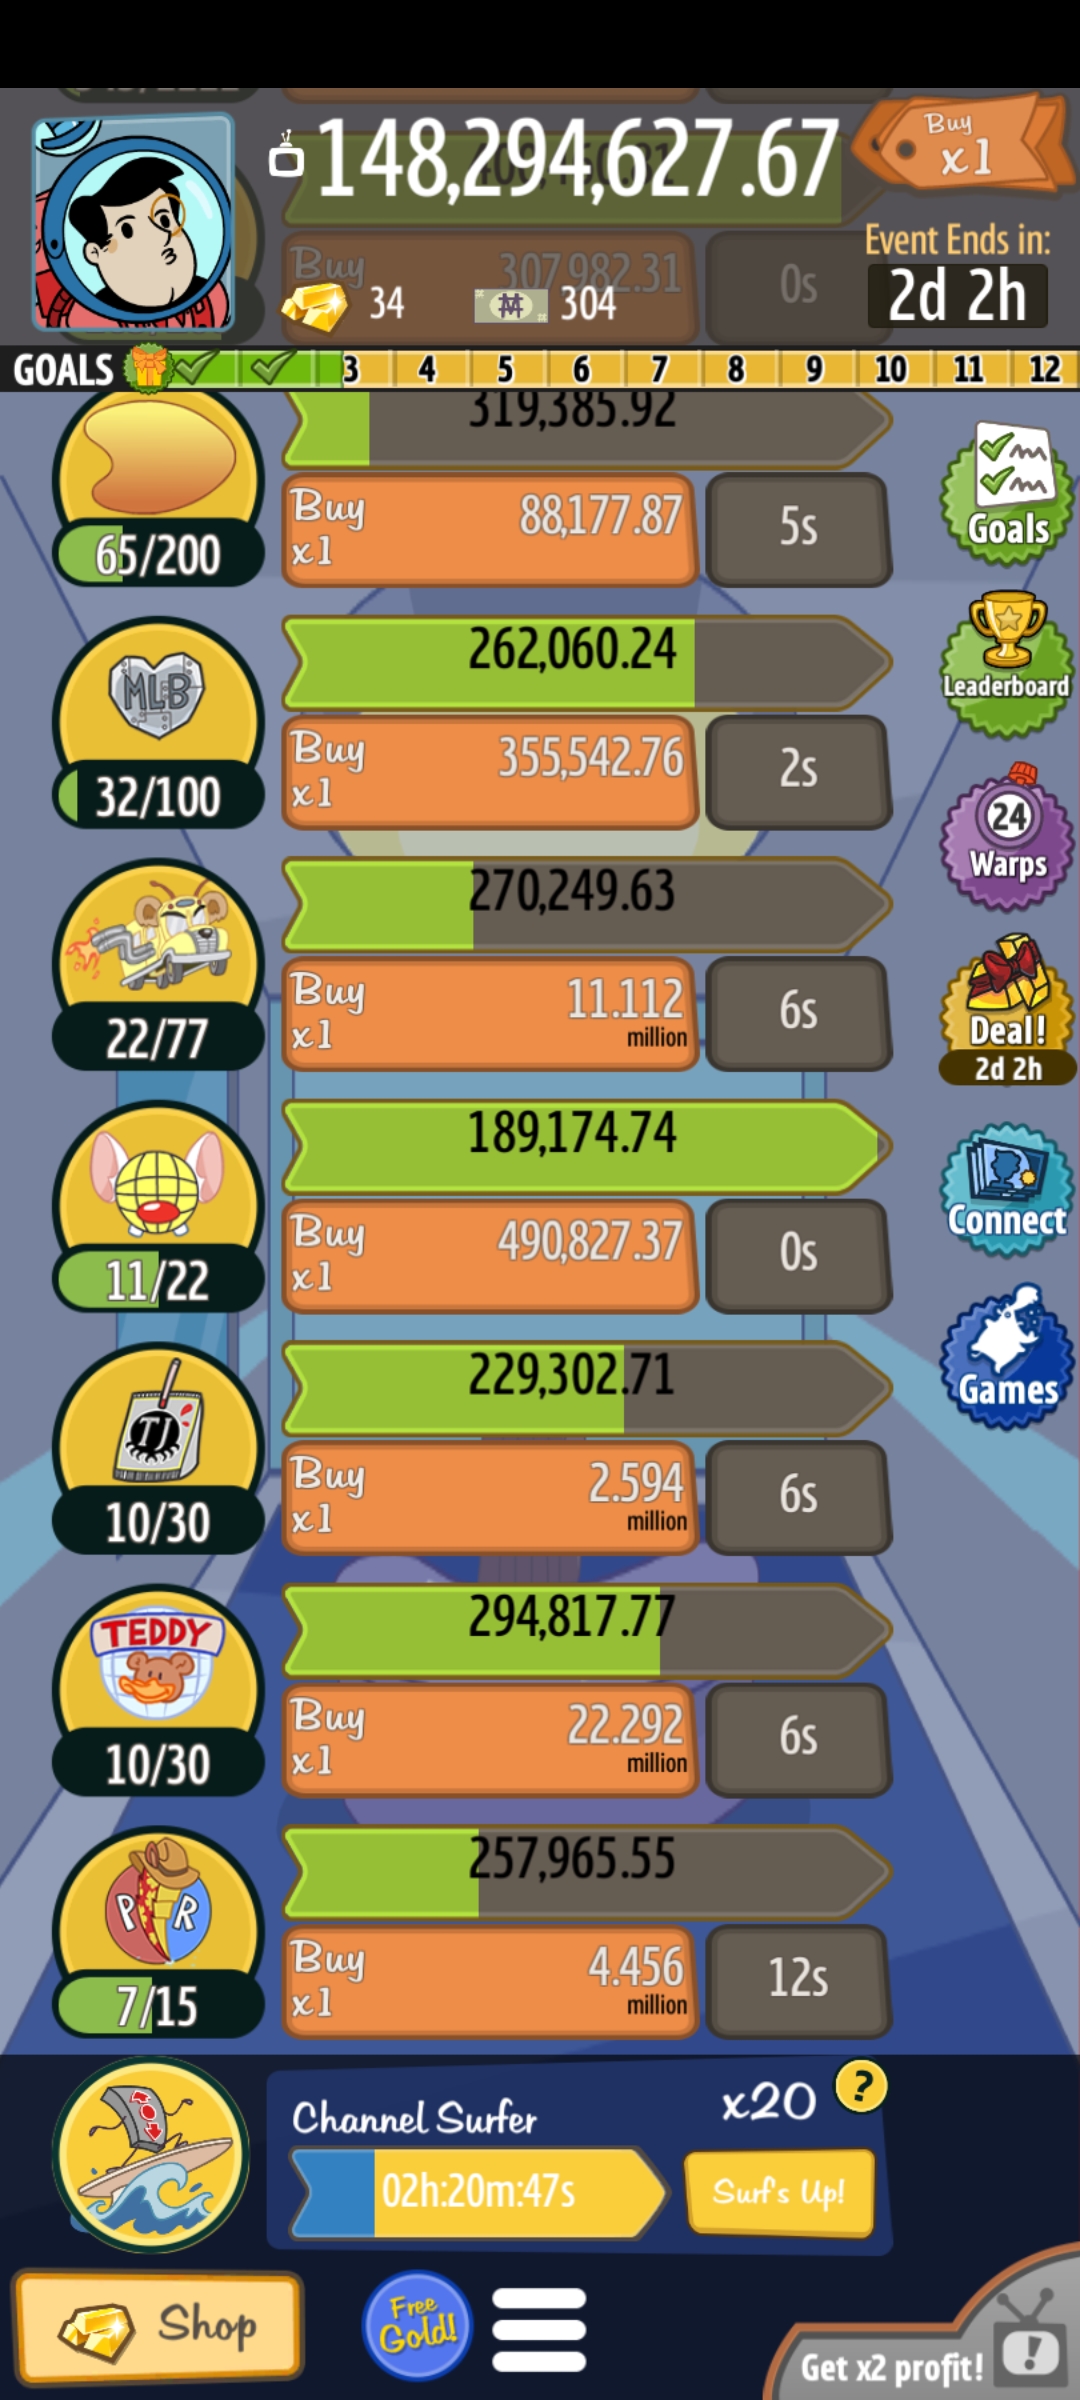 148,294,627.67
Buy
x1
Event Ends in:
2d 2h
Buy
307,982.31
0s
34
304
GOALS 3 4 5 6 7 8 9 10 11 12
319,385.92
Buy
x1
88,177.87
5s
65/200
Goals
MLB
262,060.24
Buy
x1
355,542.76
2s
32/100
Leaderboard
24
Warps
270,249.63
Buy
x1
11.112
million
6s
22/77
Deal!
2d 2h
189,174.74
Buy
x1
490,827.37
0s
11/22
Connect
TJ
229,302.71
Buy
x1
2.594
million
6s
10/30
Games
TEDDY
294,817.77
Buy
x1
22.292
million
6s
10/30
P R
257,965.55
Buy
x1
4.456
million
12s
7/15
Channel Surfer
x20
?
02h:20m:47s
Surf's Up!
Shop
Free
Gold!
Get x2 profit!
!